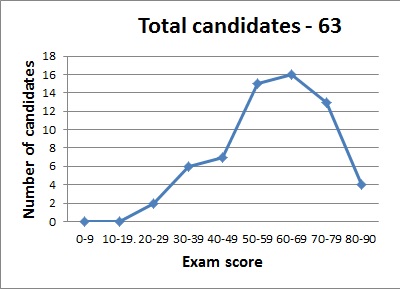 Total candidates - 63
Number of candidates
18
16
14
12
10
8
6
4
2
0
0-9 10-19. 20-29 30-39 40-49 50-59 60-69 70-79 80-90
Exam score